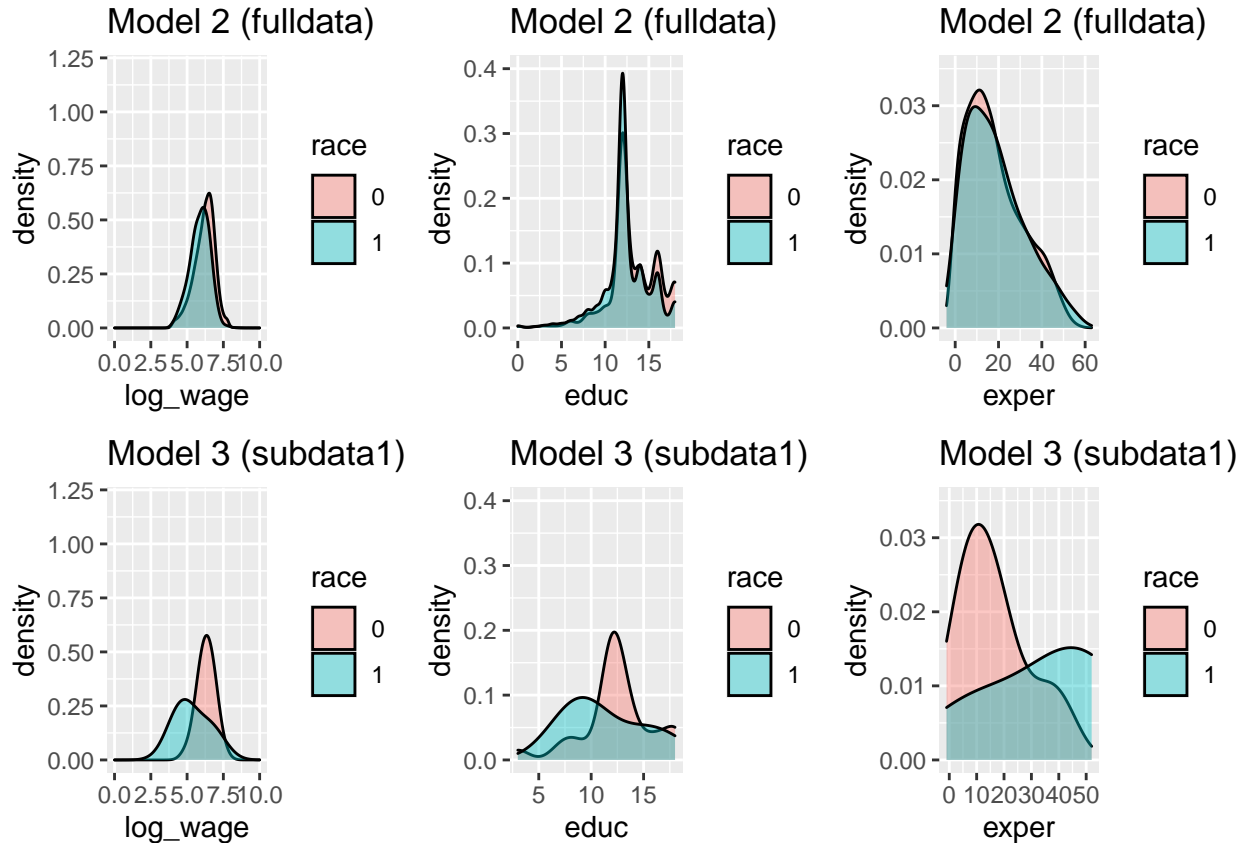 Model 2 (fulldata)
1.25
1.00
0.75
0.50
0.25
0.00
density
0.0 2.5 5.0 7.5 10.0
log_wage
race
0
1
Model 2 (fulldata)
0.4
0.3
0.2
0.1
0.0
density
0 5 10 15
educ
race
0
1
Model 2 (fulldata)
0.03
0.02
0.01
0.00
density
0 20 40 60
exper
race
0
1
Model 3 (subdata1)
1.25
1.00
0.75
0.50
0.25
0.00
density
0.0 2.5 5.0 7.5 10.0
log_wage
race
0
1
Model 3 (subdata1)
0.4
0.3
0.2
0.1
0.0
density
5 10 15
educ
race
0
1
Model 3 (subdata1)
0.03
0.02
0.01
0.00
density
0 10 20 30 40 50
exper
race
0
1